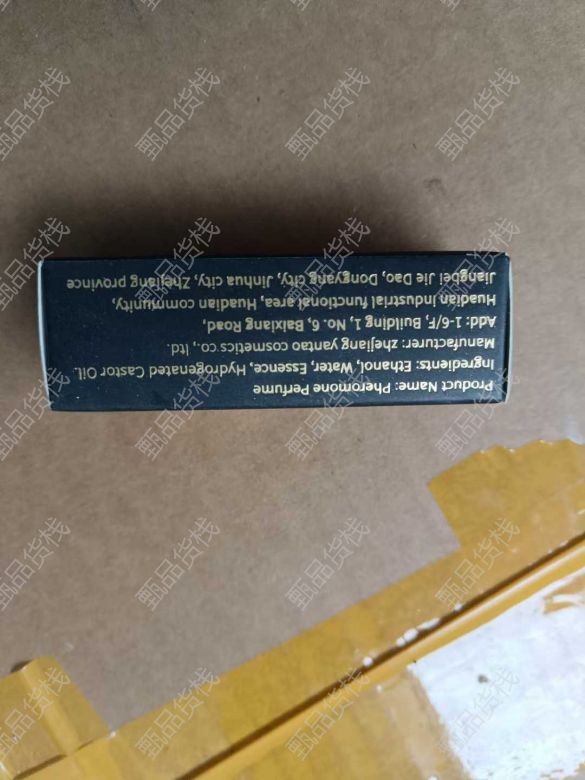 Product Name: Pheromone Perfume
Ingredients: Ethanol, Water, Essence, Hydrogenated Castor Oil.
Manufacturer: zhejiang yantao cosmetics co., ltd.
Add: 1-6/F, Building 1, No. 6, Balxlang Road,
Huadian Industrial functional area, Huadian community,
Jiangbei Jie Dao, Dongyang city, Jinhua city, Zhejiang province
甄品货栈